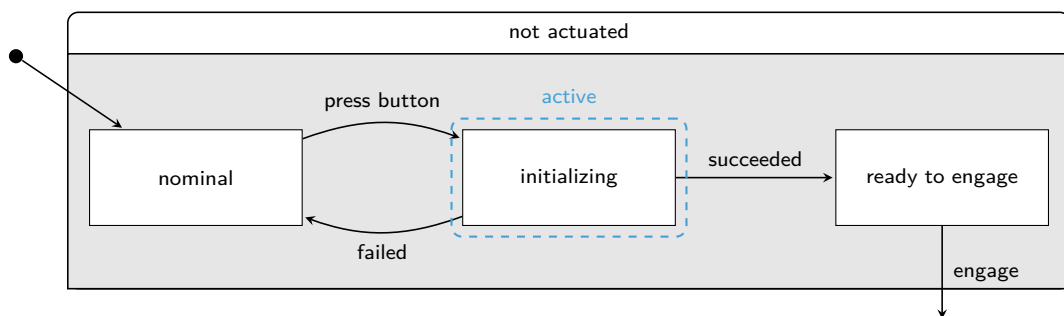 not actuated
press button
active
nominal
initializing
succeeded
ready to engage
failed
engage